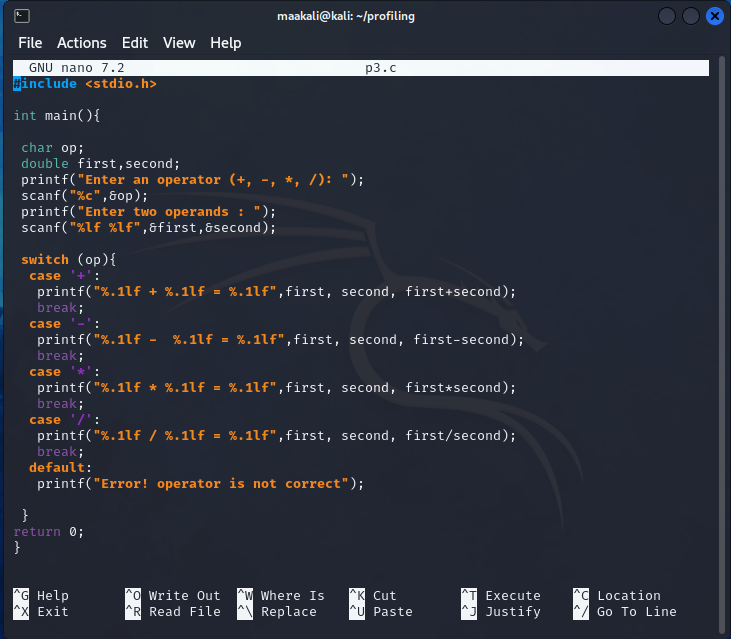 maakali@kali: ~/profiling
File Actions Edit View Help
GNU nano 7.2 p3.c
#include <stdio.h>
int main(){
char op;
double first,second;
printf("Enter an operator (+, -, *, /): ");
scanf("%c",&op);
printf("Enter two operands : ");
scanf("%lf %lf",&first,&second);
switch (op){
case '+':
printf("%.1lf + %.1lf = %.1lf",first, second, first+second);
break;
case '-':
printf("%.1lf -  %.1lf = %.1lf",first, second, first-second);
break;
case '*':
printf("%.1lf * %.1lf = %.1lf",first, second, first*second);
break;
case '/':
printf("%.1lf / %.1lf = %.1lf",first, second, first/second);
break;
default:
printf("Error! operator is not correct");
}
return 0;
}
^G Help ^O Write Out ^W Where Is ^K Cut ^T Execute ^C Location
^X Exit ^R Read File ^\ Replace ^U Paste ^J Justify ^/ Go To Line